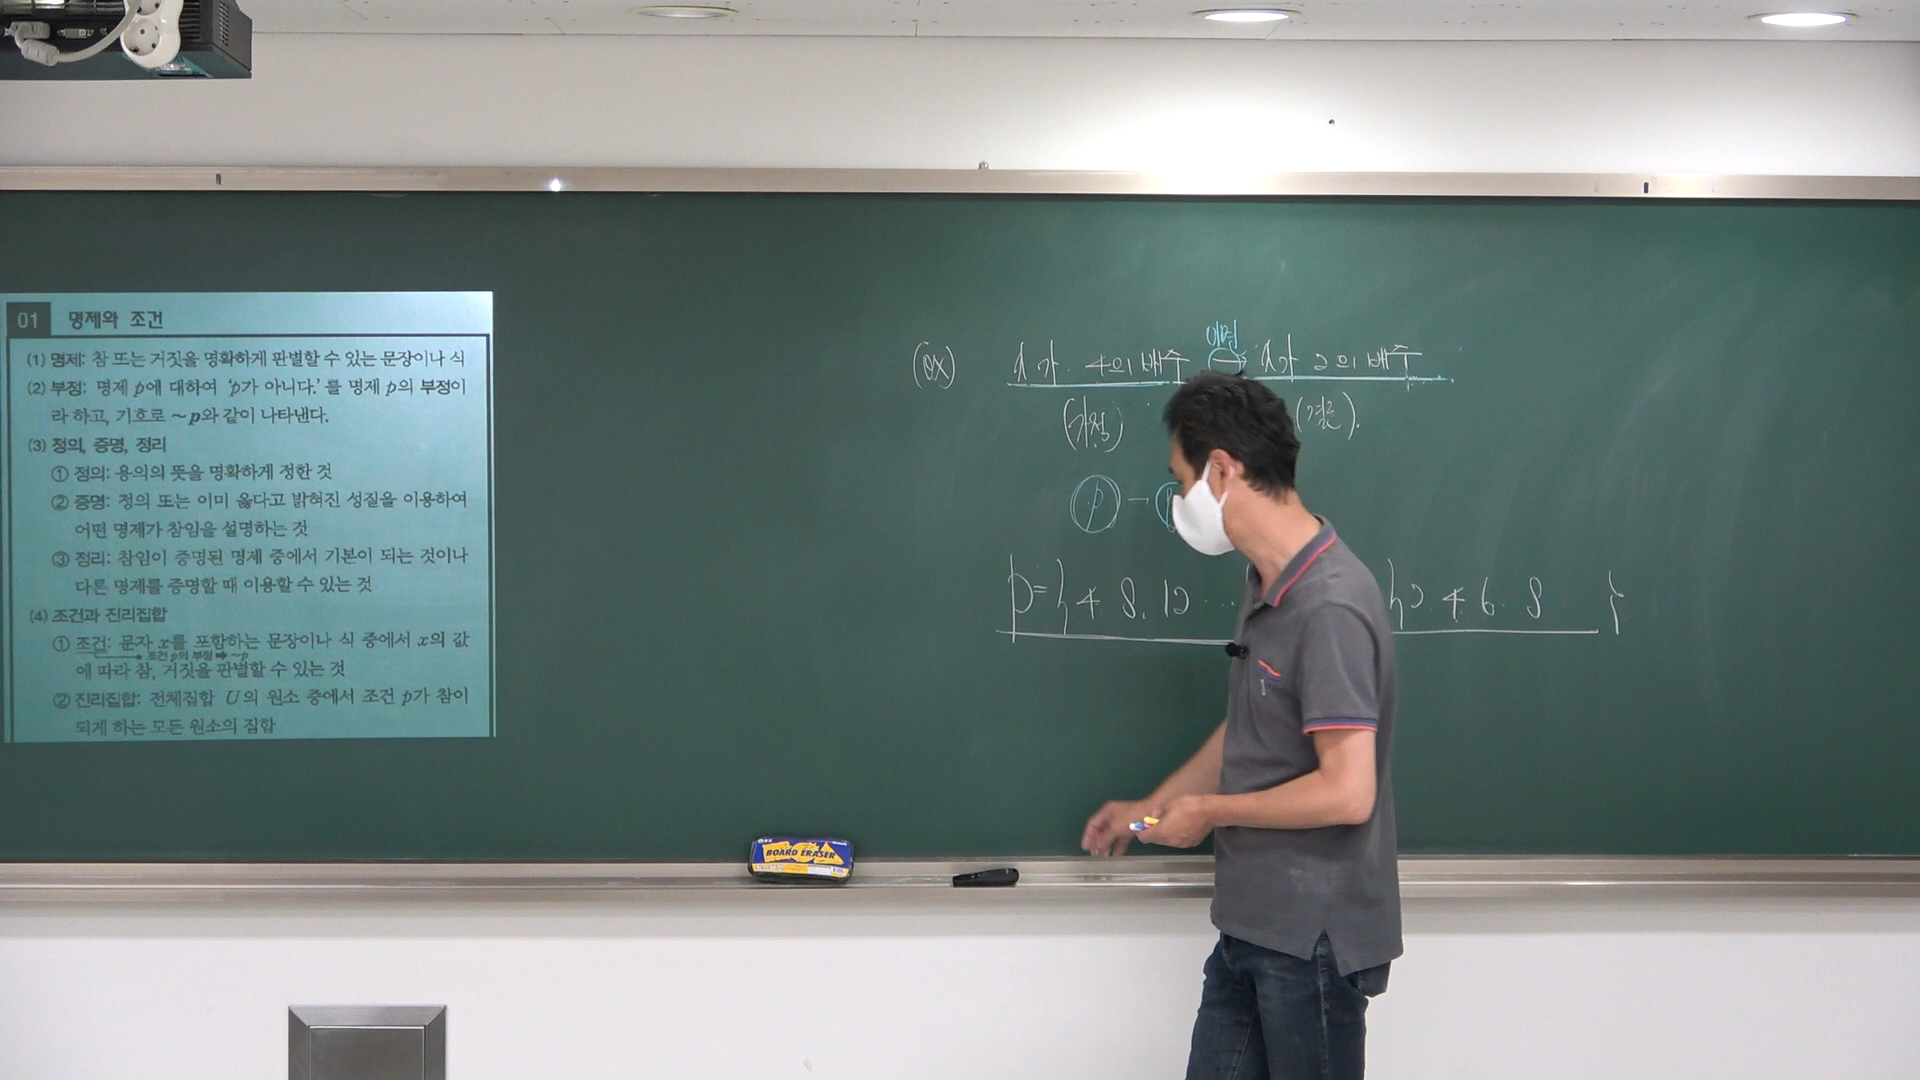 01 명제와 조건
(1) 명제: 참 또는 거짓을 명확하게 판별할 수 있는 문장이나 식
(2) 부정: 명제 p에 대하여 'p가 아니다.'를 명제 p의 부정이
라 하고, 기호로 ~p와 같이 나타낸다.
(3) 정의, 증명, 정리
① 정의: 용의의 뜻을 명확하게 정한 것
② 증명: 정의 또는 이미 옳다고 밝혀진 성질을 이용하여
어떤 명제가 참임을 설명하는 것
③ 정리: 참임이 증명된 명제 중에서 기본이 되는 것이나
다른 명제를 증명할 때 이용할 수 있는 것
(4) 조건과 진리집합
① 조건: 문자 x를 포함하는 문장이나 식 중에서 x의 값
조건 p의 부정 ➡ ~p
에 따라 참, 거짓을 판별할 수 있는 것
② 진리집합: 전체집합 U의 원소 중에서 조건 p가 참이
되게 하는 모든 원소의 집합
이면
(ex) x가 4의 배수 → x가 2의 배수
(가정) (결론).
p →
P={4. 8. 12 ... {2. 4. 6. 8 }
BOARD ERASER